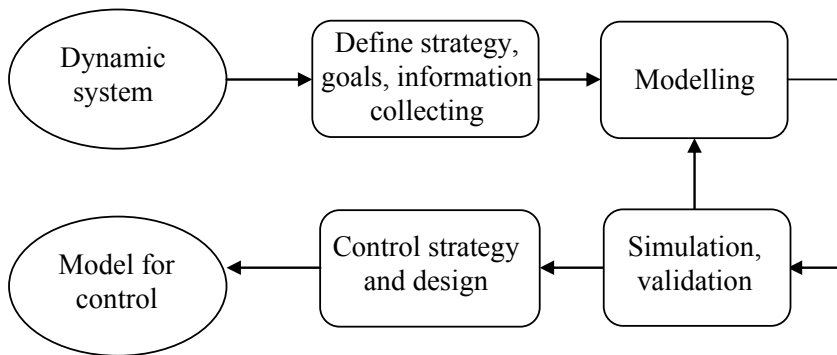 Dynamic
system
Define strategy,
goals, information
collecting
Modelling
Model for
control
Control strategy
and design
Simulation,
validation